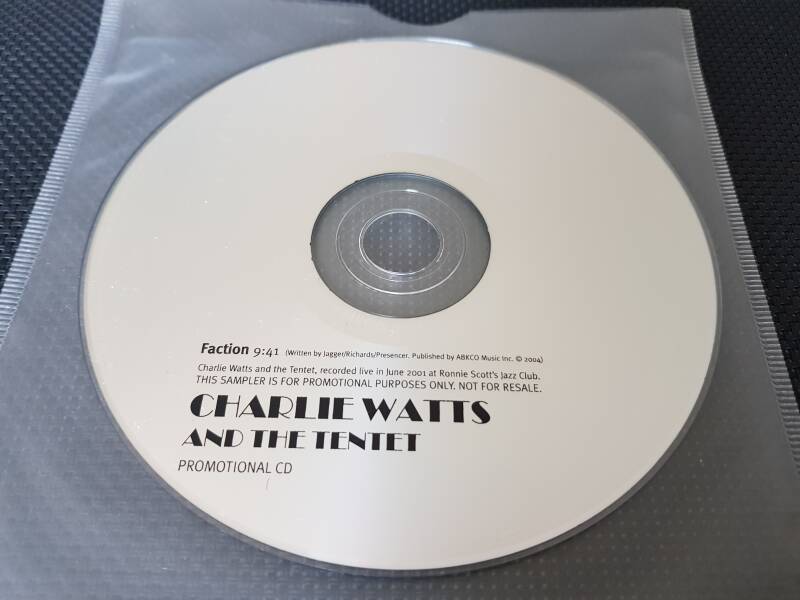 Faction 9:41 (Written by Jagger/Richards/Presencer. Published by ABKCO Music Inc. © 2004)
Charlie Watts and the Tentet, recorded live in June 2001 at Ronnie Scott's Jazz Club.
THIS SAMPLER IS FOR PROMOTIONAL PURPOSES ONLY. NOT FOR RESALE.
CHARLIE WATTS
AND THE TENTET
PROMOTIONAL CD